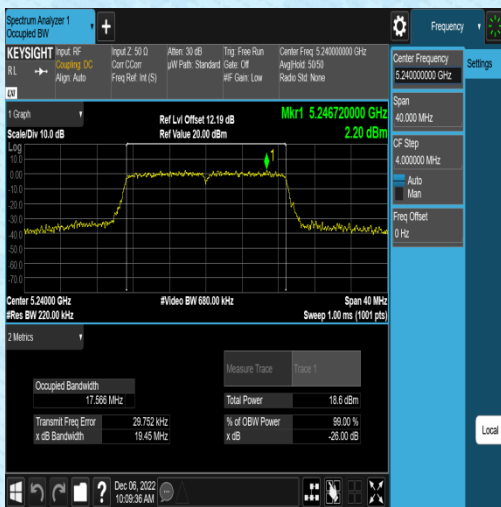 Spectrum Analyzer 1
Occupied BW
Frequency
KEYSIGHT
Input: RF
Coupling: DC
Align: Auto
Input Z: 50 Ω
Corr CCorr
Freq Ref: Int (S)
Atten: 30 dB
µW Path: Standard
Trig: Free Run
Gate: Off
#IF Gain: Low
Center Freq: 5.240000000 GHz
Avg|Hold: 50/50
Radio Std: None
RL
Center Frequency
5.240000000 GHz
Settings
Span
40.000 MHz
CF Step
4.000000 MHz
Auto
Man
Freq Offset
0 Hz
Local
1 Graph
Scale/Div 10.0 dB
Ref Lvl Offset 12.19 dB
Ref Value 20.00 dBm
Mkr1 5.246720000 GHz
2.20 dBm
Log
10.0
0.00
-10.0
-20.0
-30.0
-40.0
-50.0
-60.0
-70.0
1
Center 5.24000 GHz
#Video BW 680.00 kHz
Span 40 MHz
#Res BW 220.00 kHz
Sweep 1.00 ms (1001 pts)
2 Metrics
Measure Trace
Trace 1
Occupied Bandwidth
17.566 MHz
Total Power
18.6 dBm
Transmit Freq Error
29.752 kHz
% of OBW Power
99.00 %
x dB Bandwidth
19.45 MHz
x dB
-26.00 dB
Dec 06, 2022
10:09:36 AM